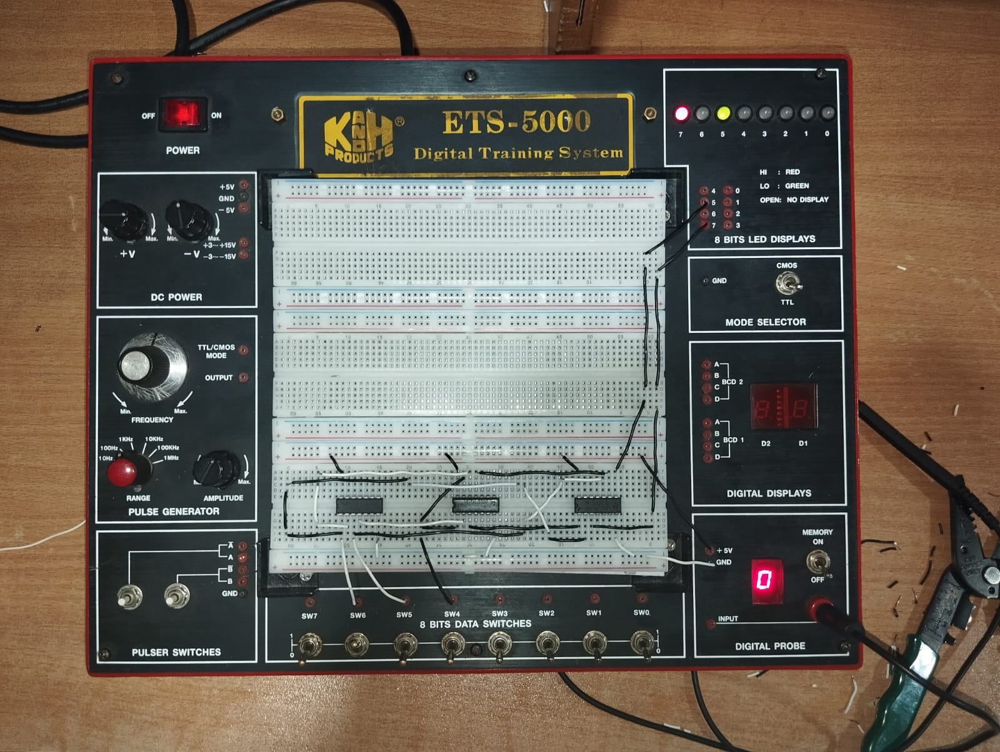 OFF
ON
POWER
K AND H
PRODUCTS
®
ETS-5000
Digital Training System
7 6 5 4 3 2 1 0
HI : RED
LO : GREEN
OPEN: NO DISPLAY
4 0
5 1
6 2
7 3
8 BITS LED DISPLAYS
+5V
GND
-5V
+3~+15V
-3~-15V
Min. Max.
Min. Max.
+V
-V
DC POWER
GND
CMOS
TTL
MODE SELECTOR
TTL/CMOS
MODE
OUTPUT
Min. Max.
FREQUENCY
1KHz 10KHz
100Hz 100KHz
10Hz 1MHz
RANGE
Max.
AMPLITUDE
PULSE GENERATOR
A
B
C
D
BCD 2
A
B
C
D
BCD 1
D2 D1
DIGITAL DISPLAYS
A
A
B
B
GND
PULSER SWITCHES
SW7 SW6 SW5 SW4 SW3 SW2 SW1 SW0
8 BITS DATA SWITCHES
1 1
0 0
+5V
GND
MEMORY
ON
OFF
0
INPUT
DIGITAL PROBE